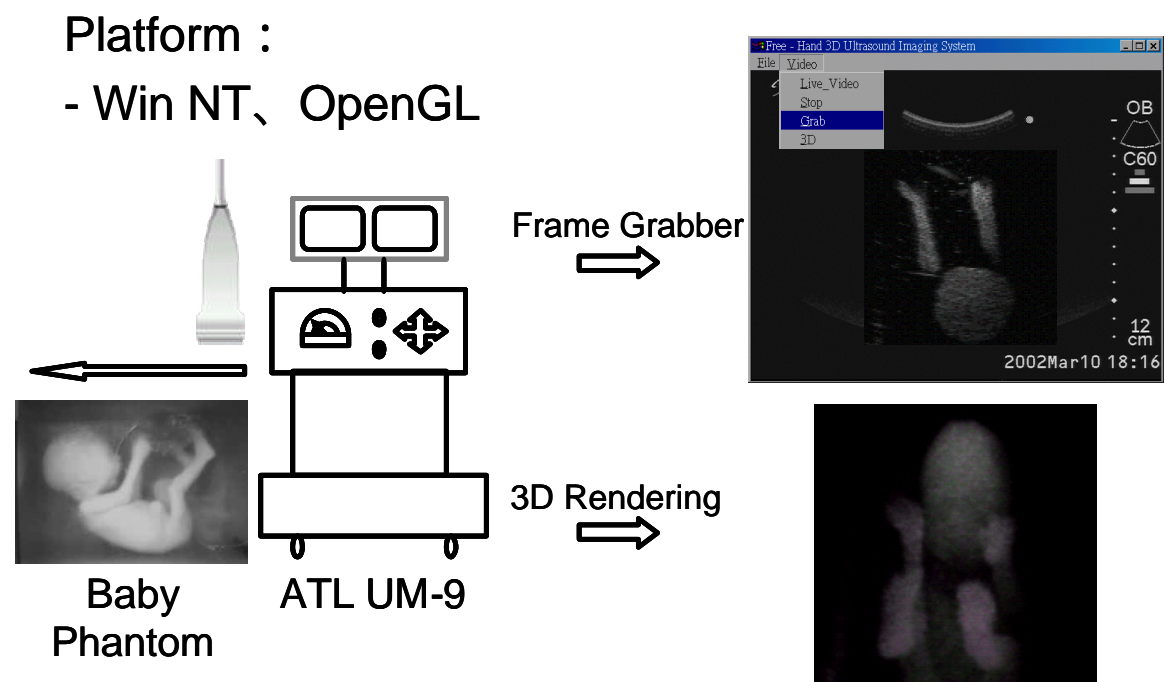 Platform：
- Win NT、OpenGL
Free - Hand 3D Ultrasound Imaging System
File Video
Live_Video
Stop
Grab
3D
OB
C60
12
cm
2002Mar10 18:16
Frame Grabber
3D Rendering
Baby
Phantom
ATL UM-9